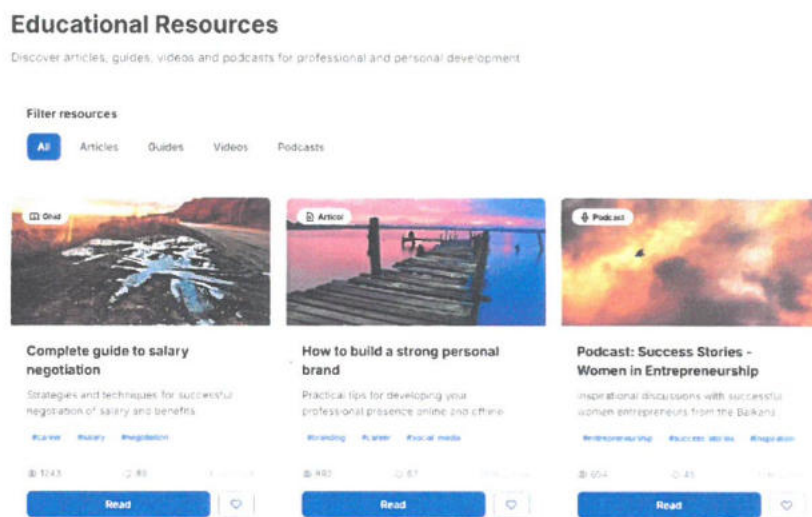 Educational Resources
Discover articles, guides, videos and podcasts for professional and personal development
Filter resources
All
Articles
Guides
Videos
Podcasts
Ghid
Articol
Podcast
Complete guide to salary
negotiation
Strategies and techniques for successful
negotiation of salary and benefits
#career #salary #negotiation
1243
89
Read
How to build a strong personal
brand
Practical tips for developing your
professional presence online and offline
#branding #career #social media
67
Read
Podcast: Success Stories -
Women in Entrepreneurship
Inspirational discussions with successful
women entrepreneurs from the Balkans
#entrepreneurship #success stories #inspiration
654
45
Read